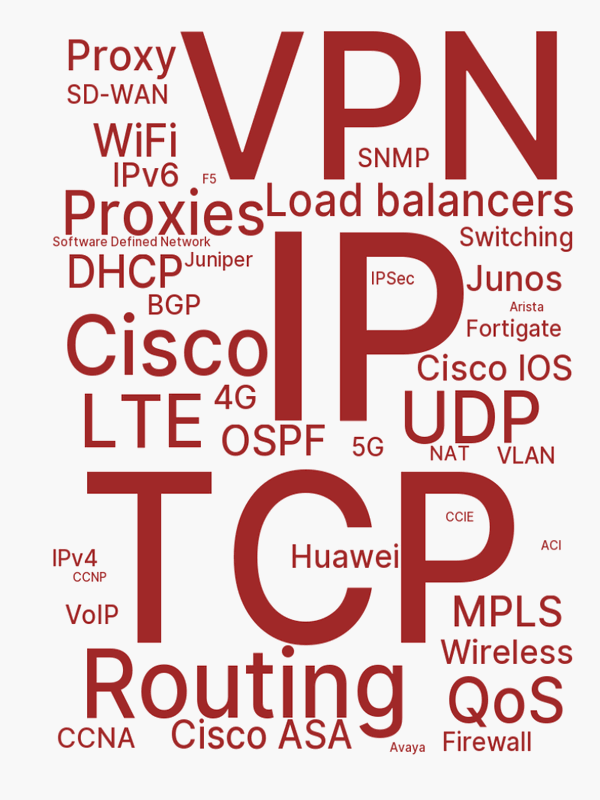 VPN
Proxy
SD-WAN
WiFi
SNMP
IPv6
F5
Load balancers
Proxies
Switching
Software Defined Network
IP
Juniper
DHCP
IPSec
Junos
BGP
Arista
Fortigate
Cisco
Cisco IOS
4G
UDP
LTE
OSPF
5G
NAT
VLAN
TCP
CCIE
ACI
Huawei
IPv4
CCNP
VoIP
MPLS
Wireless
Routing
QoS
CCNA
Cisco ASA
Avaya
Firewall